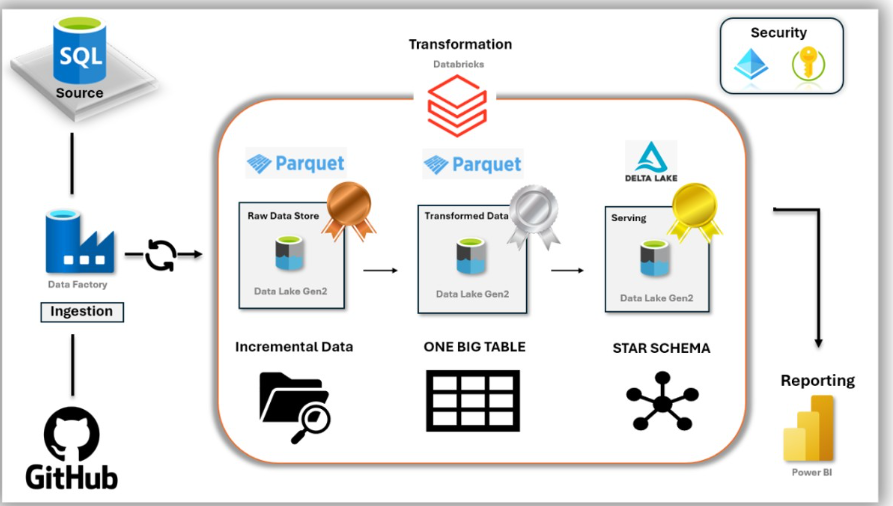 SQL
Source
Data Factory
Ingestion
GitHub
Transformation
Databricks
Parquet
Raw Data Store
Data Lake Gen2
Incremental Data
Parquet
Transformed Data
Data Lake Gen2
ONE BIG TABLE
DELTA LAKE
Serving
Data Lake Gen2
STAR SCHEMA
Security
Reporting
Power BI